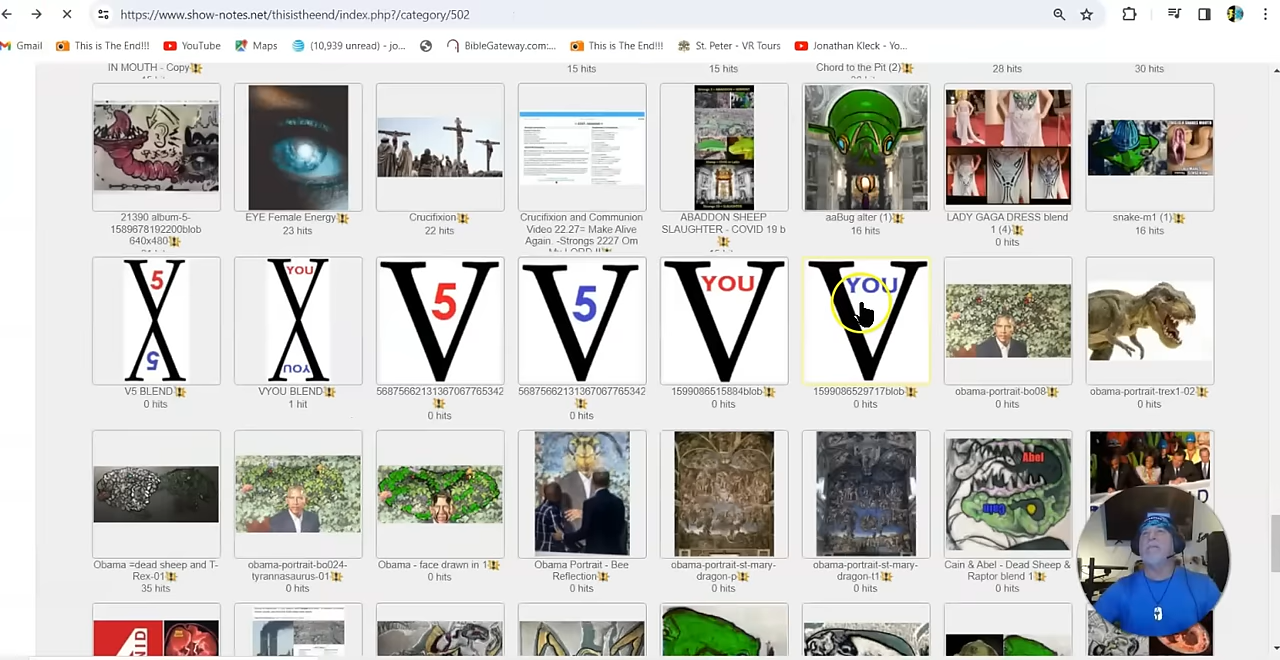 https://www.show-notes.net/thisistheend/index.php?/category/502
Gmail
This is The End!!!
YouTube
Maps
(10,939 unread) - jo...
BibleGateway.com:...
This is The End!!!
St. Peter - VR Tours
Jonathan Kleck - Yo...
IN MOUTH - Copy
15 hits
15 hits
Chord to the Pit (2)
28 hits
30 hits
21390 album-5-
1589678192200blob
640x480
EYE Female Energy
23 hits
Crucifixion
22 hits
Crucifixion and Communion
Video 22.27= Make Alive
Again. -Strongs 2227 Om
ABADDON SHEEP
SLAUGHTER - COVID 19 b
aaBug alter (1)
16 hits
LADY GAGA DRESS blend
1 (4)
0 hits
snake-m1 (1)
16 hits
V
5
5
YOU
YOU
V
5
V
5
V
YOU
V
YOU
V5 BLEND
0 hits
VYOU BLEND
1 hit
56875662131367067765342
0 hits
56875662131367067765342
0 hits
1599086515884blob
0 hits
1599086529717blob
0 hits
obama-portrait-bo08
0 hits
obama-portrait-trex1-02
0 hits
Abel
Cain
Obama =dead sheep and T-
Rex-01
35 hits
obama-portrait-bo024-
tyrannasaurus-01
0 hits
Obama - face drawn in 1
0 hits
Obama Portrait - Bee
Reflection
0 hits
obama-portrait-st-mary-
dragon-p
0 hits
obama-portrait-st-mary-
dragon-t1
0 hits
Cain & Abel - Dead Sheep &
Raptor blend 1
0 hits